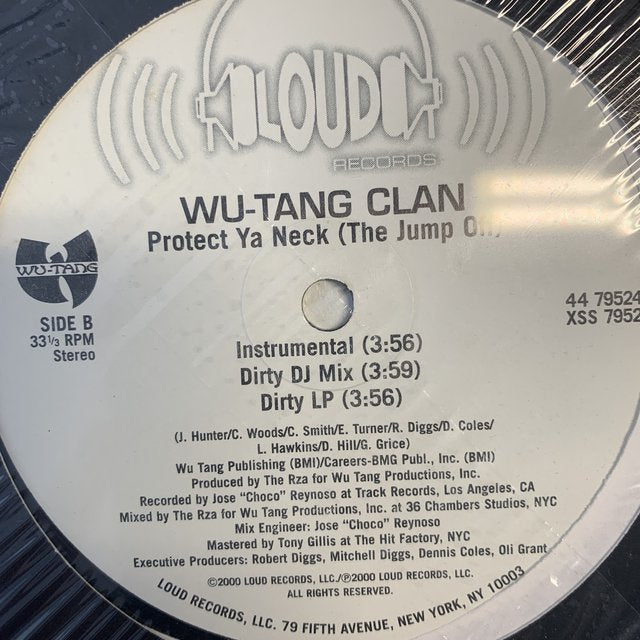 LOUD
RECORDS
WU-TANG CLAN
Protect Ya Neck (The Jump Off)
WU-TANG
SIDE B
33 1/3 RPM
Stereo
44 79524
XSS 7952
Instrumental (3:56)
Dirty DJ Mix (3:59)
Dirty LP (3:56)
(J. Hunter/C. Woods/C. Smith/E. Turner/R. Diggs/D. Coles/
L. Hawkins/D. Hill/G. Grice)
Wu Tang Publishing (BMI)/Careers-BMG Publ., Inc. (BMI)
Produced by The Rza for Wu Tang Productions, Inc.
Recorded by Jose "Choco" Reynoso at Track Records, Los Angeles, CA
Mixed by The Rza for Wu Tang Productions, Inc. at 36 Chambers Studios, NYC
Mix Engineer: Jose "Choco" Reynoso
Mastered by Tony Gillis at The Hit Factory, NYC
Executive Producers: Robert Diggs, Mitchell Diggs, Dennis Coles, Oli Grant
©2000 LOUD RECORDS, LLC./℗2000 LOUD RECORDS, LLC.
ALL RIGHTS RESERVED.
LOUD RECORDS, LLC. 79 FIFTH AVENUE, NEW YORK, NY 10003